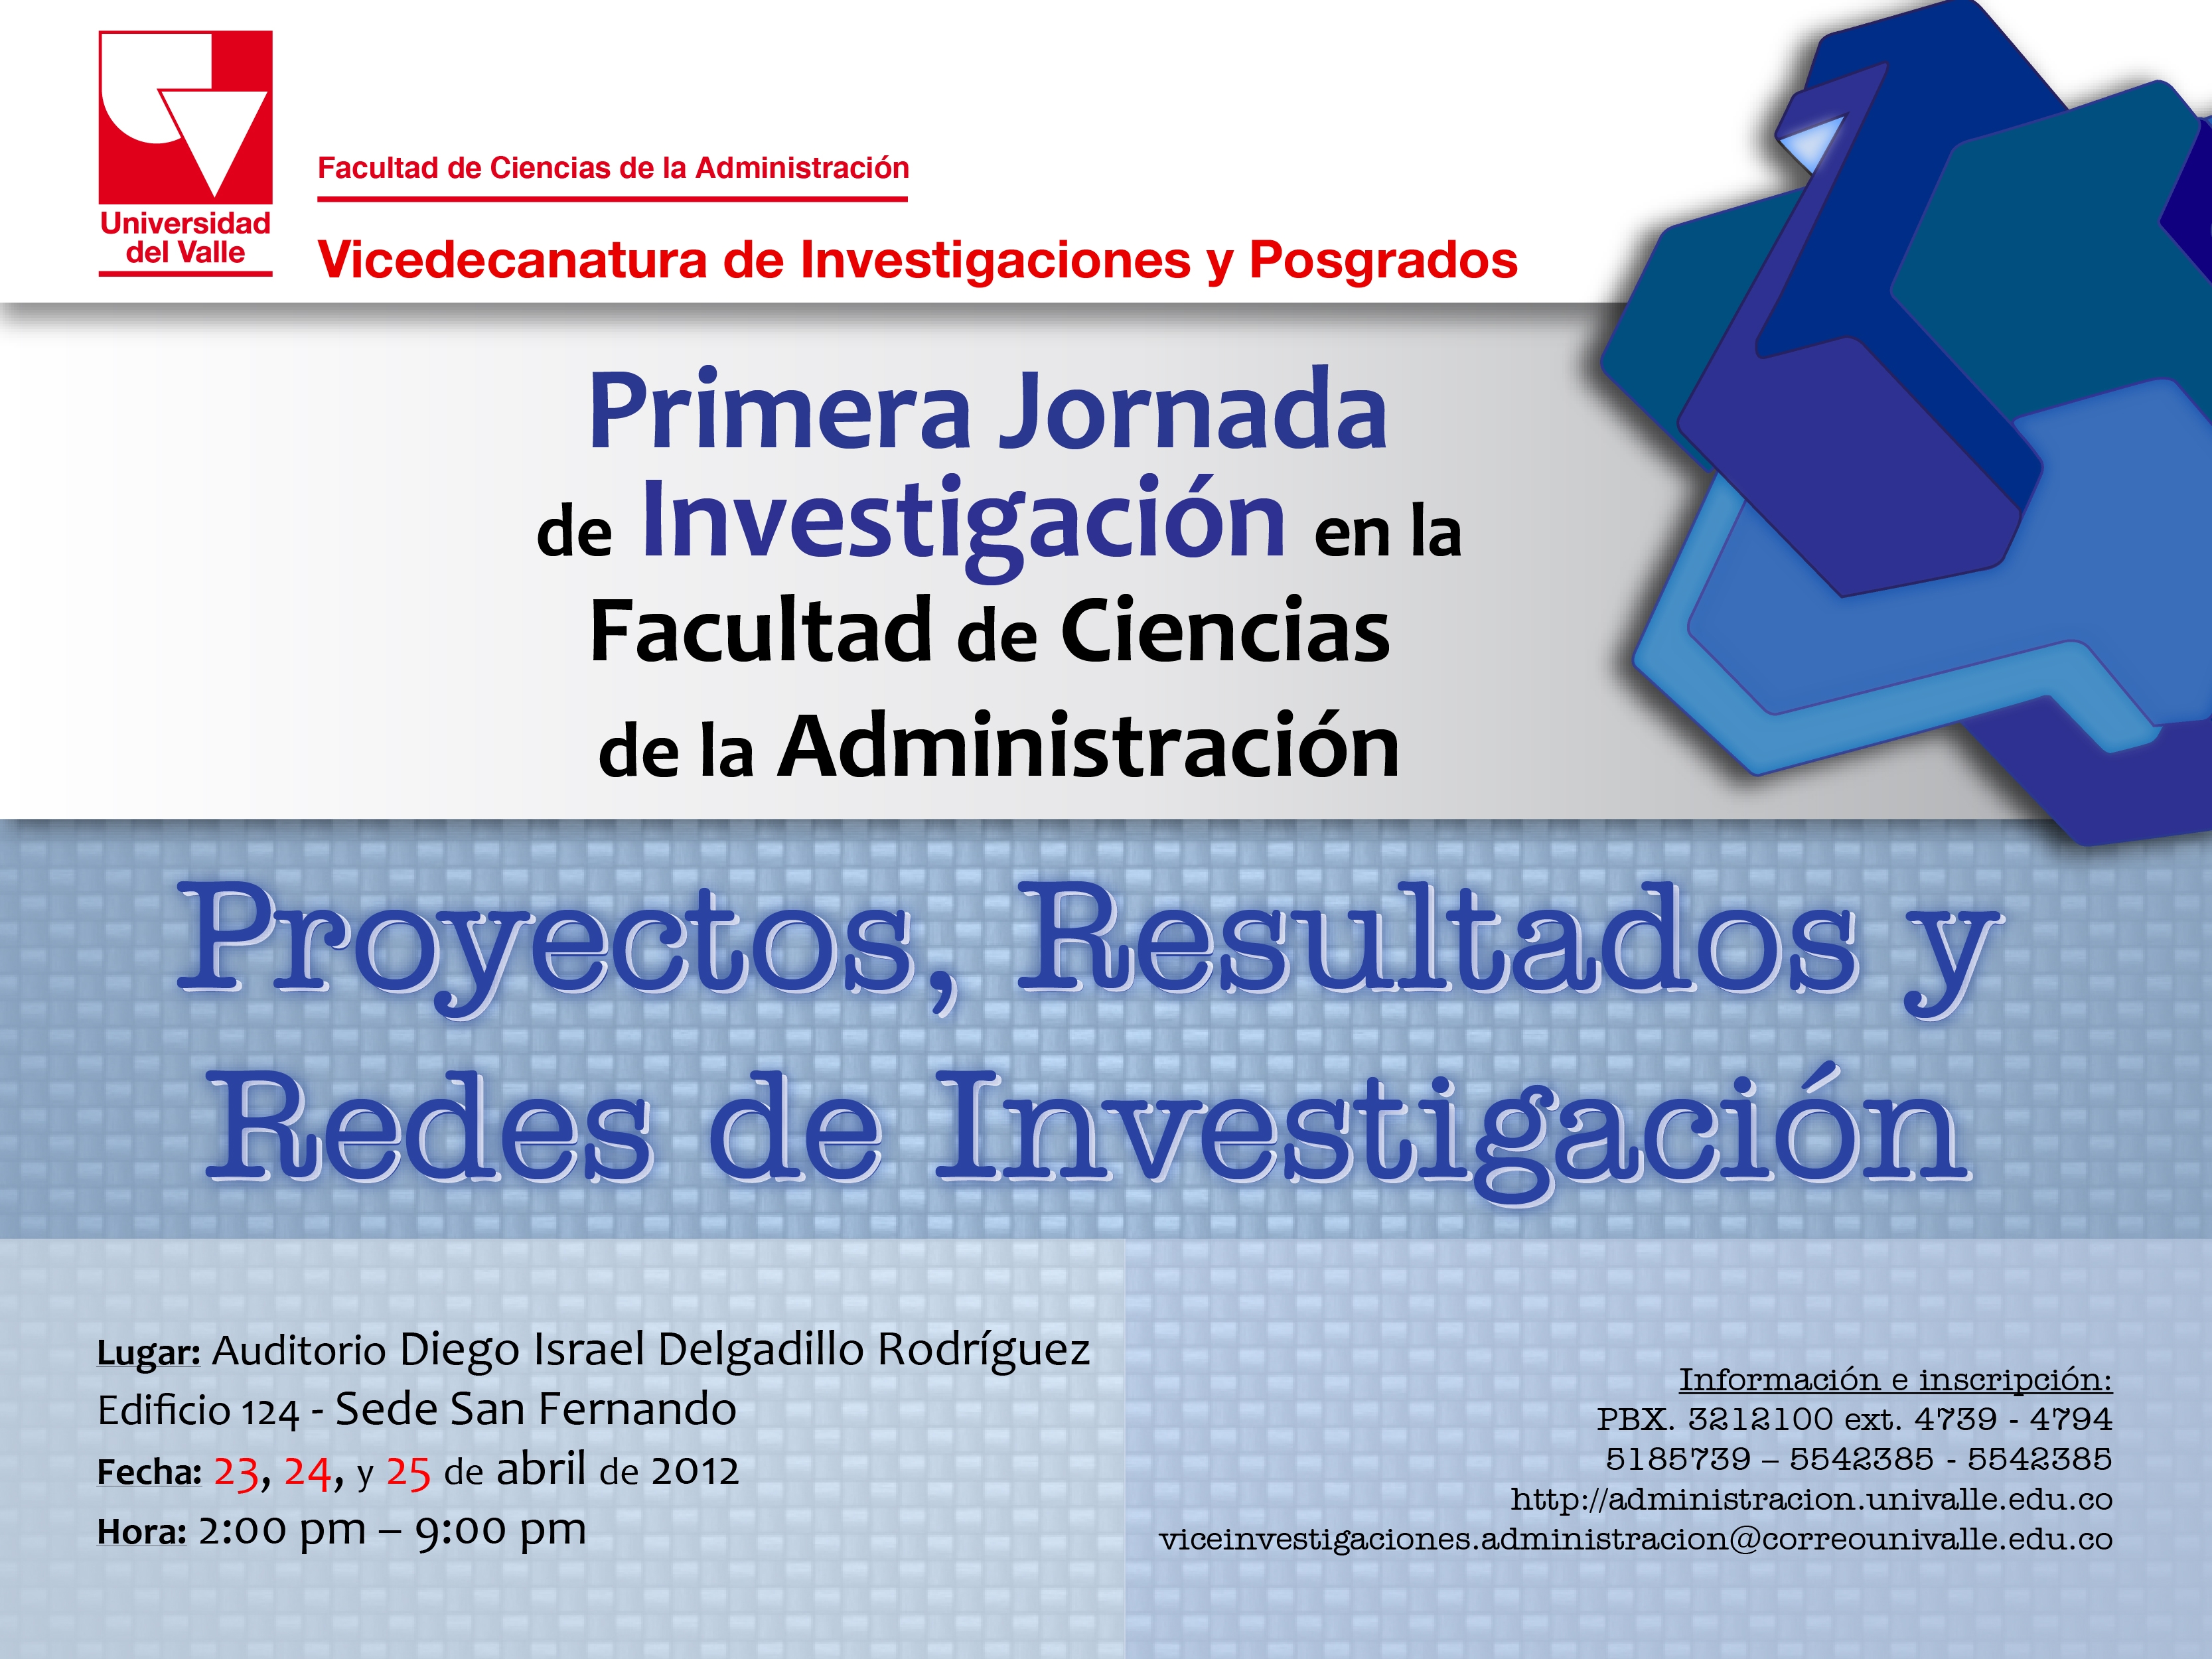 Universidad
del Valle
Facultad de Ciencias de la Administración
Vicedecanatura de Investigaciones y Posgrados
Primera Jornada
de Investigación en la
Facultad de Ciencias
de la Administración
Proyectos, Resultados y
Redes de Investigación
Lugar: Auditorio Diego Israel Delgadillo Rodríguez
Edificio 124 - Sede San Fernando
Fecha: 23, 24, y 25 de abril de 2012
Hora: 2:00 pm – 9:00 pm
Información e inscripción:
PBX. 3212100 ext. 4739 - 4794
5185739 – 5542385 - 5542385
http://administracion.univalle.edu.co
viceinvestigaciones.administracion@correounivalle.edu.co